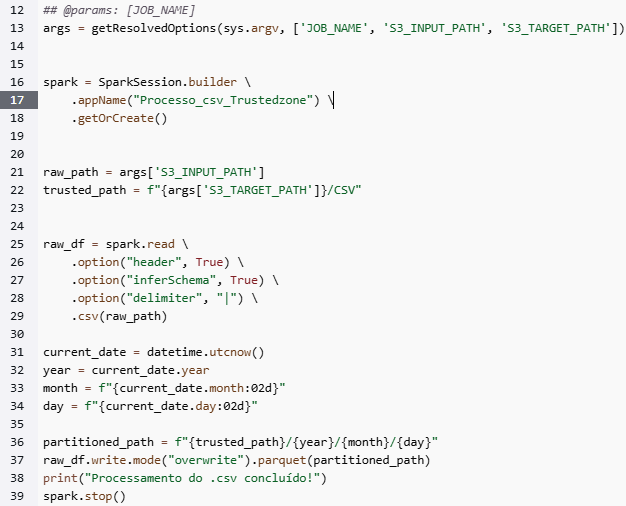 12 ## @params: [JOB_NAME]
13 args = getResolvedOptions(sys.argv, ['JOB_NAME', 'S3_INPUT_PATH', 'S3_TARGET_PATH'])
14
15
16 spark = SparkSession.builder \
17     .appName("Processo_csv_Trustedzone") \
18     .getOrCreate()
19
20
21 raw_path = args['S3_INPUT_PATH']
22 trusted_path = f"{args['S3_TARGET_PATH']}/CSV"
23
24
25 raw_df = spark.read \
26     .option("header", True) \
27     .option("inferSchema", True) \
28     .option("delimiter", "|") \
29     .csv(raw_path)
30
31 current_date = datetime.utcnow()
32 year = current_date.year
33 month = f"{current_date.month:02d}"
34 day = f"{current_date.day:02d}"
35
36 partitioned_path = f"{trusted_path}/{year}/{month}/{day}"
37 raw_df.write.mode("overwrite").parquet(partitioned_path)
38 print("Processamento do .csv concluído!")
39 spark.stop()